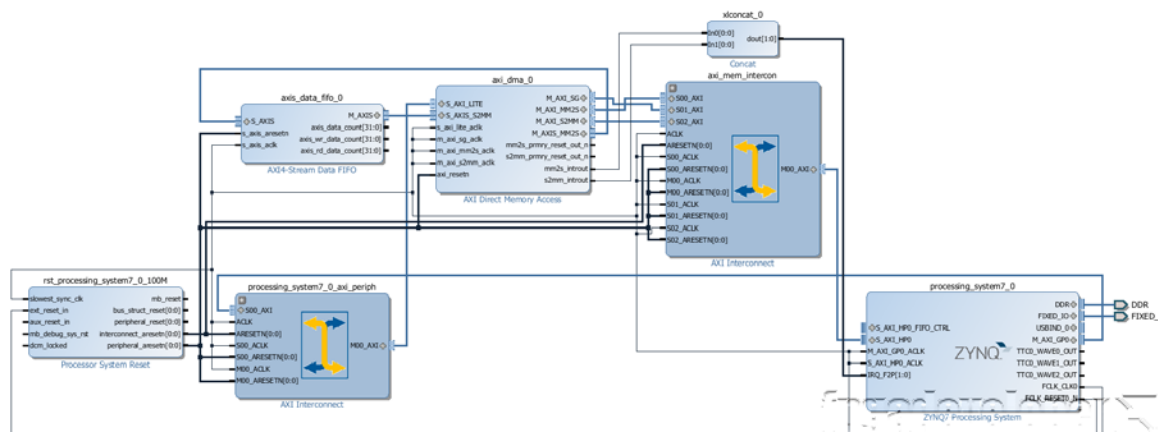 xlconcat_0
In0[0:0]
dout[1:0]
In1[0:0]
Concat
axis_data_fifo_0
S_AXIS
M_AXIS
s_axis_aresetn
axis_data_count[31:0]
s_axis_aclk
axis_wr_data_count[31:0]
axis_rd_data_count[31:0]
AXI4-Stream Data FIFO
axi_dma_0
S_AXI_LITE
M_AXI_SG
S_AXIS_S2MM
M_AXI_MM2S
s_axi_lite_aclk
M_AXI_S2MM
m_axi_sg_aclk
M_AXIS_MM2S
m_axi_mm2s_aclk
mm2s_prmry_reset_out_n
m_axi_s2mm_aclk
s2mm_prmry_reset_out_n
axi_resetn
mm2s_introut
s2mm_introut
AXI Direct Memory Access
axi_mem_intercon
S00_AXI
S01_AXI
S02_AXI
ACLK
ARESETN[0:0]
S00_ACLK
S00_ARESETN[0:0]
M00_AXI
M00_ACLK
M00_ARESETN[0:0]
S01_ACLK
S01_ARESETN[0:0]
S02_ACLK
S02_ARESETN[0:0]
AXI Interconnect
rst_processing_system7_0_100M
slowest_sync_clk
mb_reset
ext_reset_in
bus_struct_reset[0:0]
aux_reset_in
peripheral_reset[0:0]
mb_debug_sys_rst
interconnect_aresetn[0:0]
dcm_locked
peripheral_aresetn[0:0]
Processor System Reset
processing_system7_0_axi_periph
S00_AXI
ACLK
ARESETN[0:0]
S00_ACLK
M00_AXI
S00_ARESETN[0:0]
M00_ACLK
M00_ARESETN[0:0]
AXI Interconnect
processing_system7_0
DDR
FIXED_IO
S_AXI_HP0_FIFO_CTRL
USBIND_0
S_AXI_HP0
M_AXI_GP0
M_AXI_GP0_ACLK
TTC0_WAVE0_OUT
S_AXI_HP0_ACLK
TTC0_WAVE1_OUT
IRQ_F2P[1:0]
TTC0_WAVE2_OUT
FCLK_CLK0
FCLK_RESET0_N
ZYNQ
ZYNQ7 Processing System
DDR
FIXED_